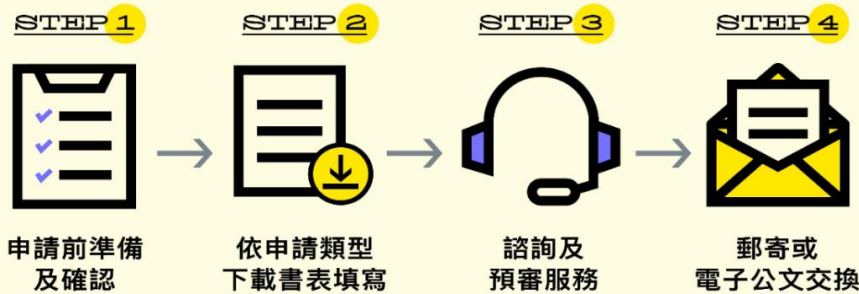 STEP 1
STEP 2
STEP 3
STEP 4
申請前準備
及確認
依申請類型
下載書表填寫
諮詢及
預審服務
郵寄或
電子公文交換